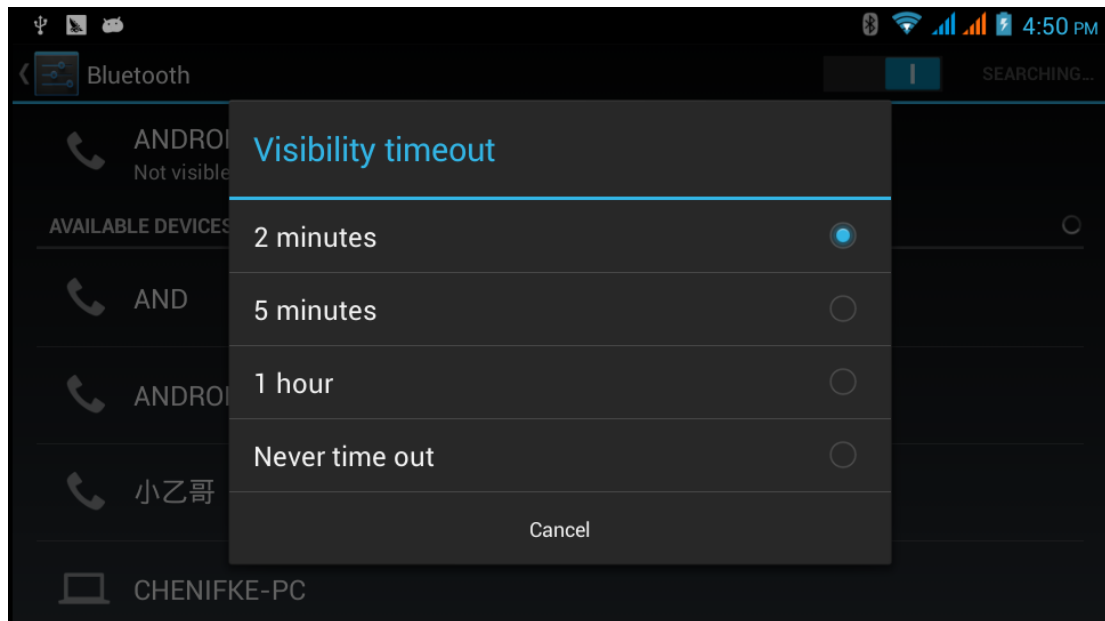 4:50 PM
Bluetooth
SEARCHING...
ANDROI
Not visible
Visibility timeout
AVAILABLE DEVICES
2 minutes
AND
5 minutes
ANDROI
1 hour
Never time out
小乙哥
Cancel
CHENIFKE-PC